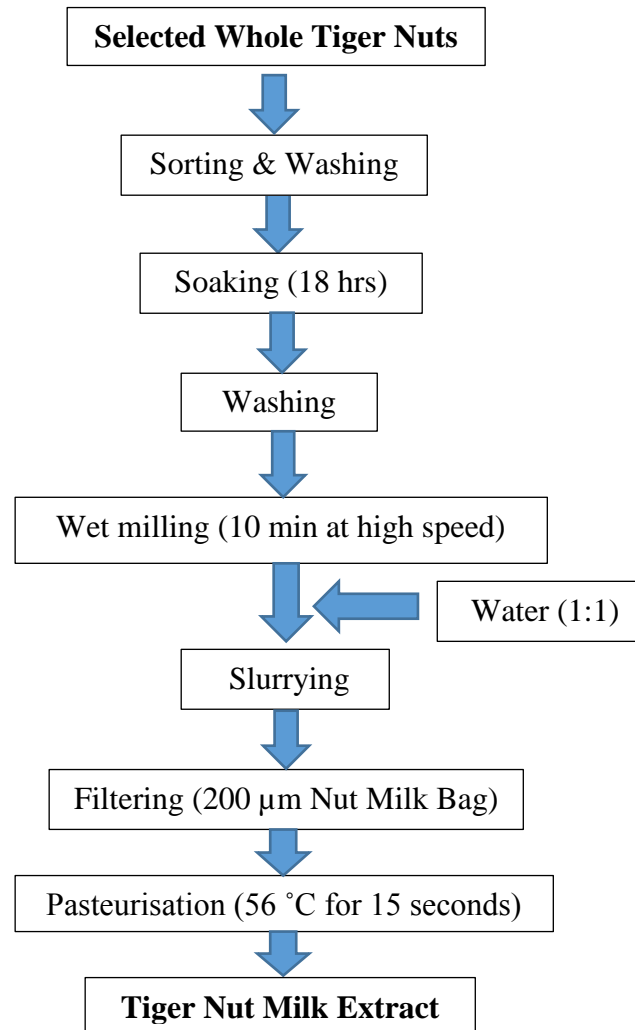 Selected Whole Tiger Nuts
Sorting & Washing
Soaking (18 hrs)
Washing
Wet milling (10 min at high speed)
Water (1:1)
Slurrying
Filtering (200 µm Nut Milk Bag)
Pasteurisation (56 ˚C for 15 seconds)
Tiger Nut Milk Extract